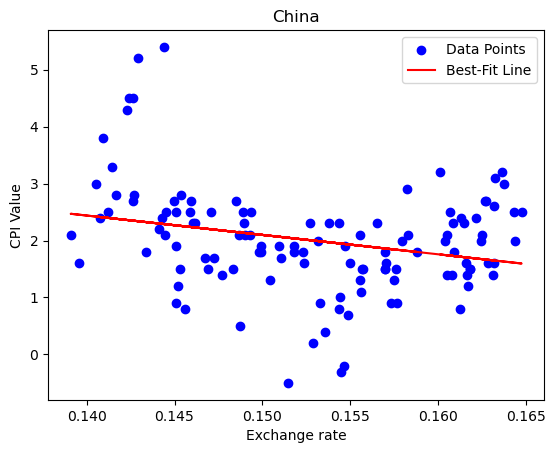 China
Data Points
Best-Fit Line
CPI Value
5
4
3
2
1
0
0.140 0.145 0.150 0.155 0.160 0.165
Exchange rate